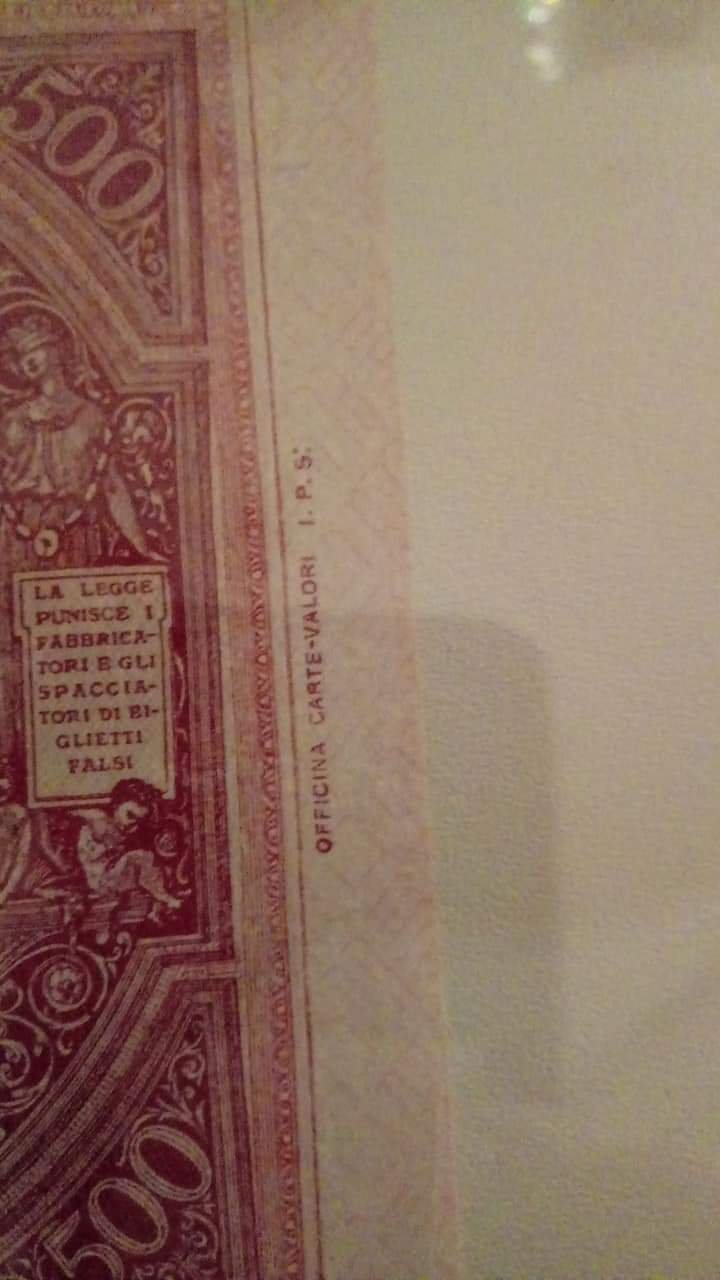 500
LA LEGGE
PUNISCE I
FABBRICA-
TORI E GLI
SPACCIA-
TORI DI BI-
GLIETTI
FALSI
OFFICINA CARTE-VALORI I. P. S.
500